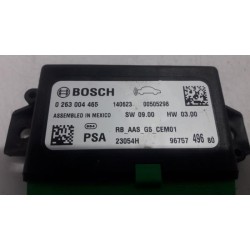 BOSCH
0 263 004 465 140623 00505298
ASSEMBLED IN MEXICO SW 09.00 HW 03.00
RB_AAS_G5_CEM01
PSA 23054H 96757 496 80